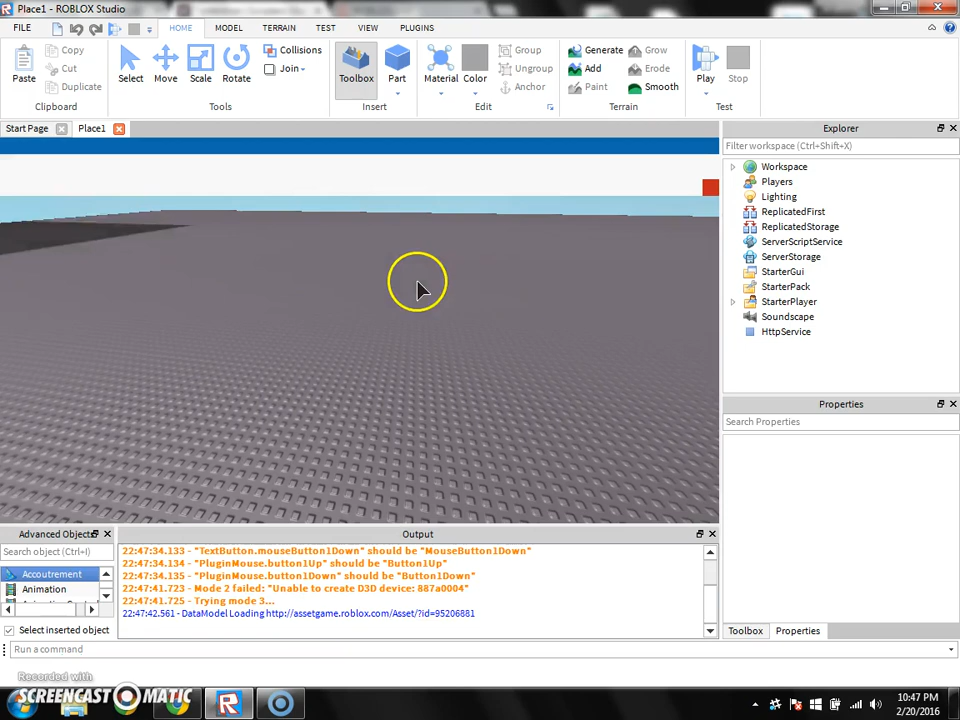 Place1 - ROBLOX Studio
FILE HOME MODEL TERRAIN TEST VIEW PLUGINS
Paste Copy Cut Duplicate Select Move Scale Rotate Collisions Join Toolbox Part Material Color Group Ungroup Anchor Generate Grow Add Erode Paint Smooth Play Stop
Clipboard Tools Insert Edit Terrain Test
Start Page Place1
Explorer
Filter workspace (Ctrl+Shift+X)
Workspace
Players
Lighting
ReplicatedFirst
ReplicatedStorage
ServerScriptService
ServerStorage
StarterGui
StarterPack
StarterPlayer
Soundscape
HttpService
Properties
Search Properties
Advanced Objects
Search object (Ctrl+I)
Accoutrement
Animation
Select inserted object
Output
22:47:34.133 - "TextButton.mouseButton1Down" should be "MouseButton1Down"
22:47:34.134 - "PluginMouse.button1Up" should be "Button1Up"
22:47:34.135 - "PluginMouse.button1Down" should be "Button1Down"
22:47:41.723 - Mode 2 failed: "Unable to create D3D device: 887a0004"
22:47:41.725 - Trying mode 3...
22:47:42.561 - DataModel Loading http://assetgame.roblox.com/Asset/?id=95206881
Toolbox Properties
Run a command
Recorded with
SCREENCAST MATIC
10:47 PM
2/20/2016